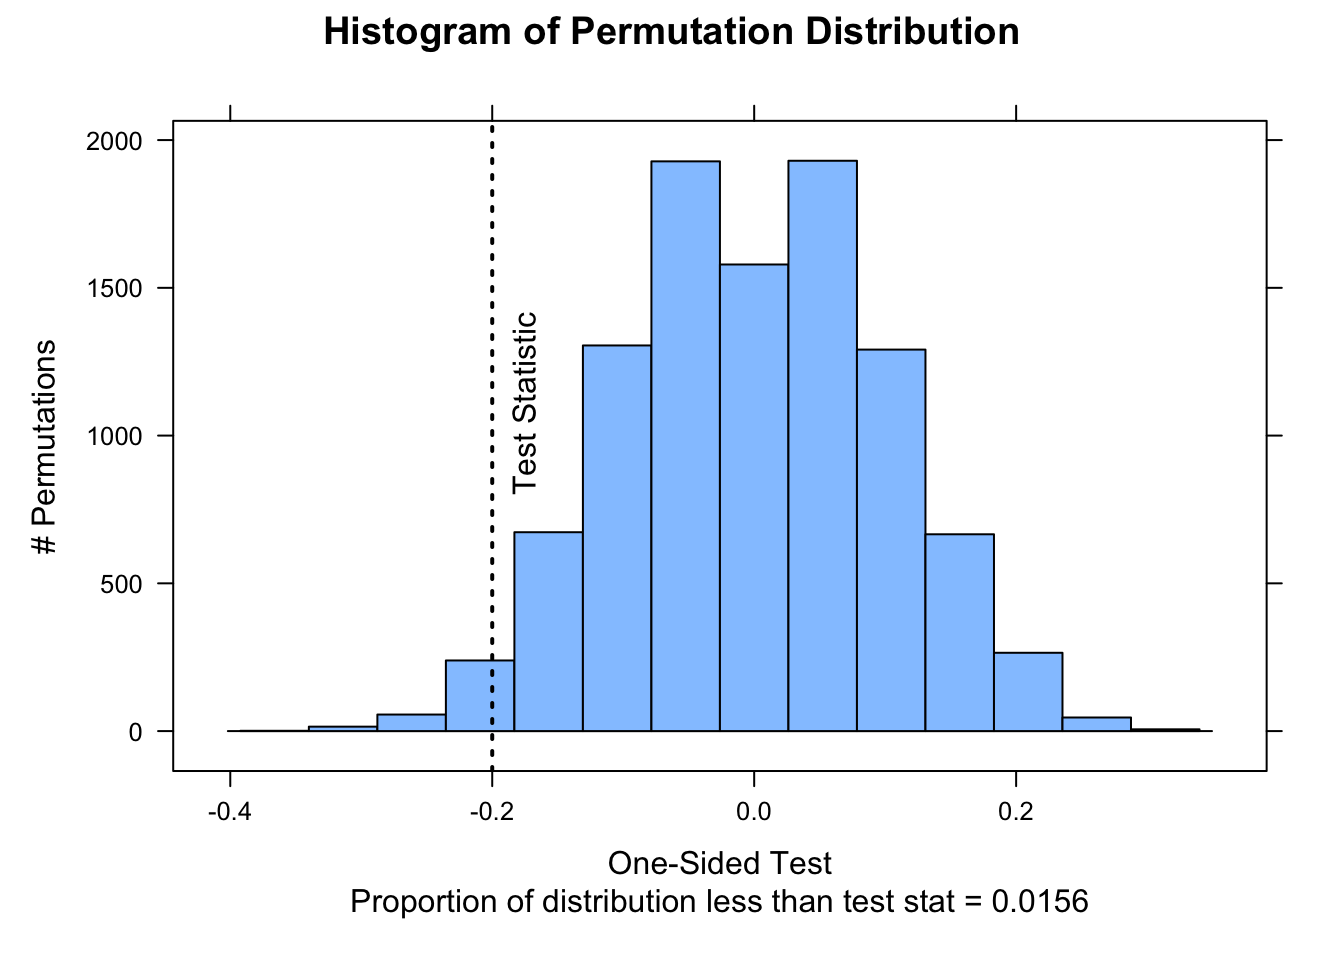 Histogram of Permutation Distribution
2000
1500
1000
500
0
# Permutations
Test Statistic
-0.4
-0.2
0.0
0.2
One-Sided Test
Proportion of distribution less than test stat = 0.0156